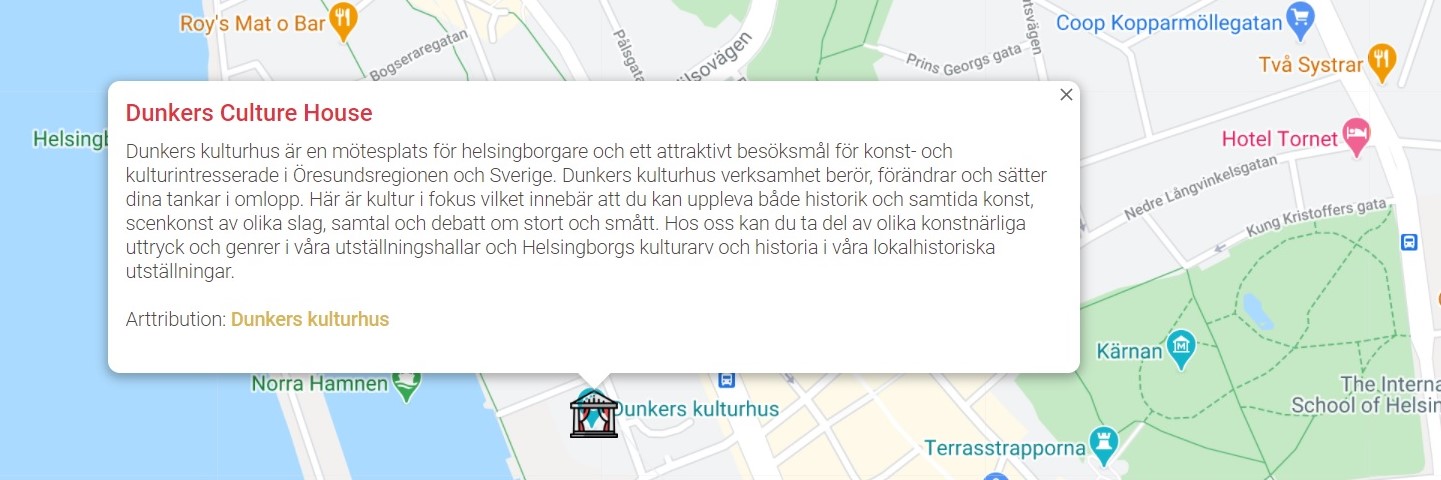 Roy's Mat o Bar
Bogseraregatan
Pålsgata
Hälsovägen
Prins Georgs gata
Coop Kopparmöllegatan
Två Systrar
Hotel Tornet
Nedre Långvinkelsgatan
Kung Kristoffers gata
Dunkers Culture House
Dunkers kulturhus är en mötesplats för helsingborgare och ett attraktivt besöksmål för konst- och
kulturintresserade i Öresundsregionen och Sverige. Dunkers kulturhus verksamhet berör, förändrar och sätter
dina tankar i omlopp. Här är kultur i fokus vilket innebär att du kan uppleva både historik och samtida konst,
scenkonst av olika slag, samtal och debatt om stort och smått. Hos oss kan du ta del av olika konstnärliga
uttryck och genrer i våra utställningshallar och Helsingborgs kulturarv och historia i våra lokalhistoriska
utställningar.
Arttribution: Dunkers kulturhus
Kärnan
Norra Hamnen
Dunkers kulturhus
The Interna
School of Helsin
Terrasstrapporna